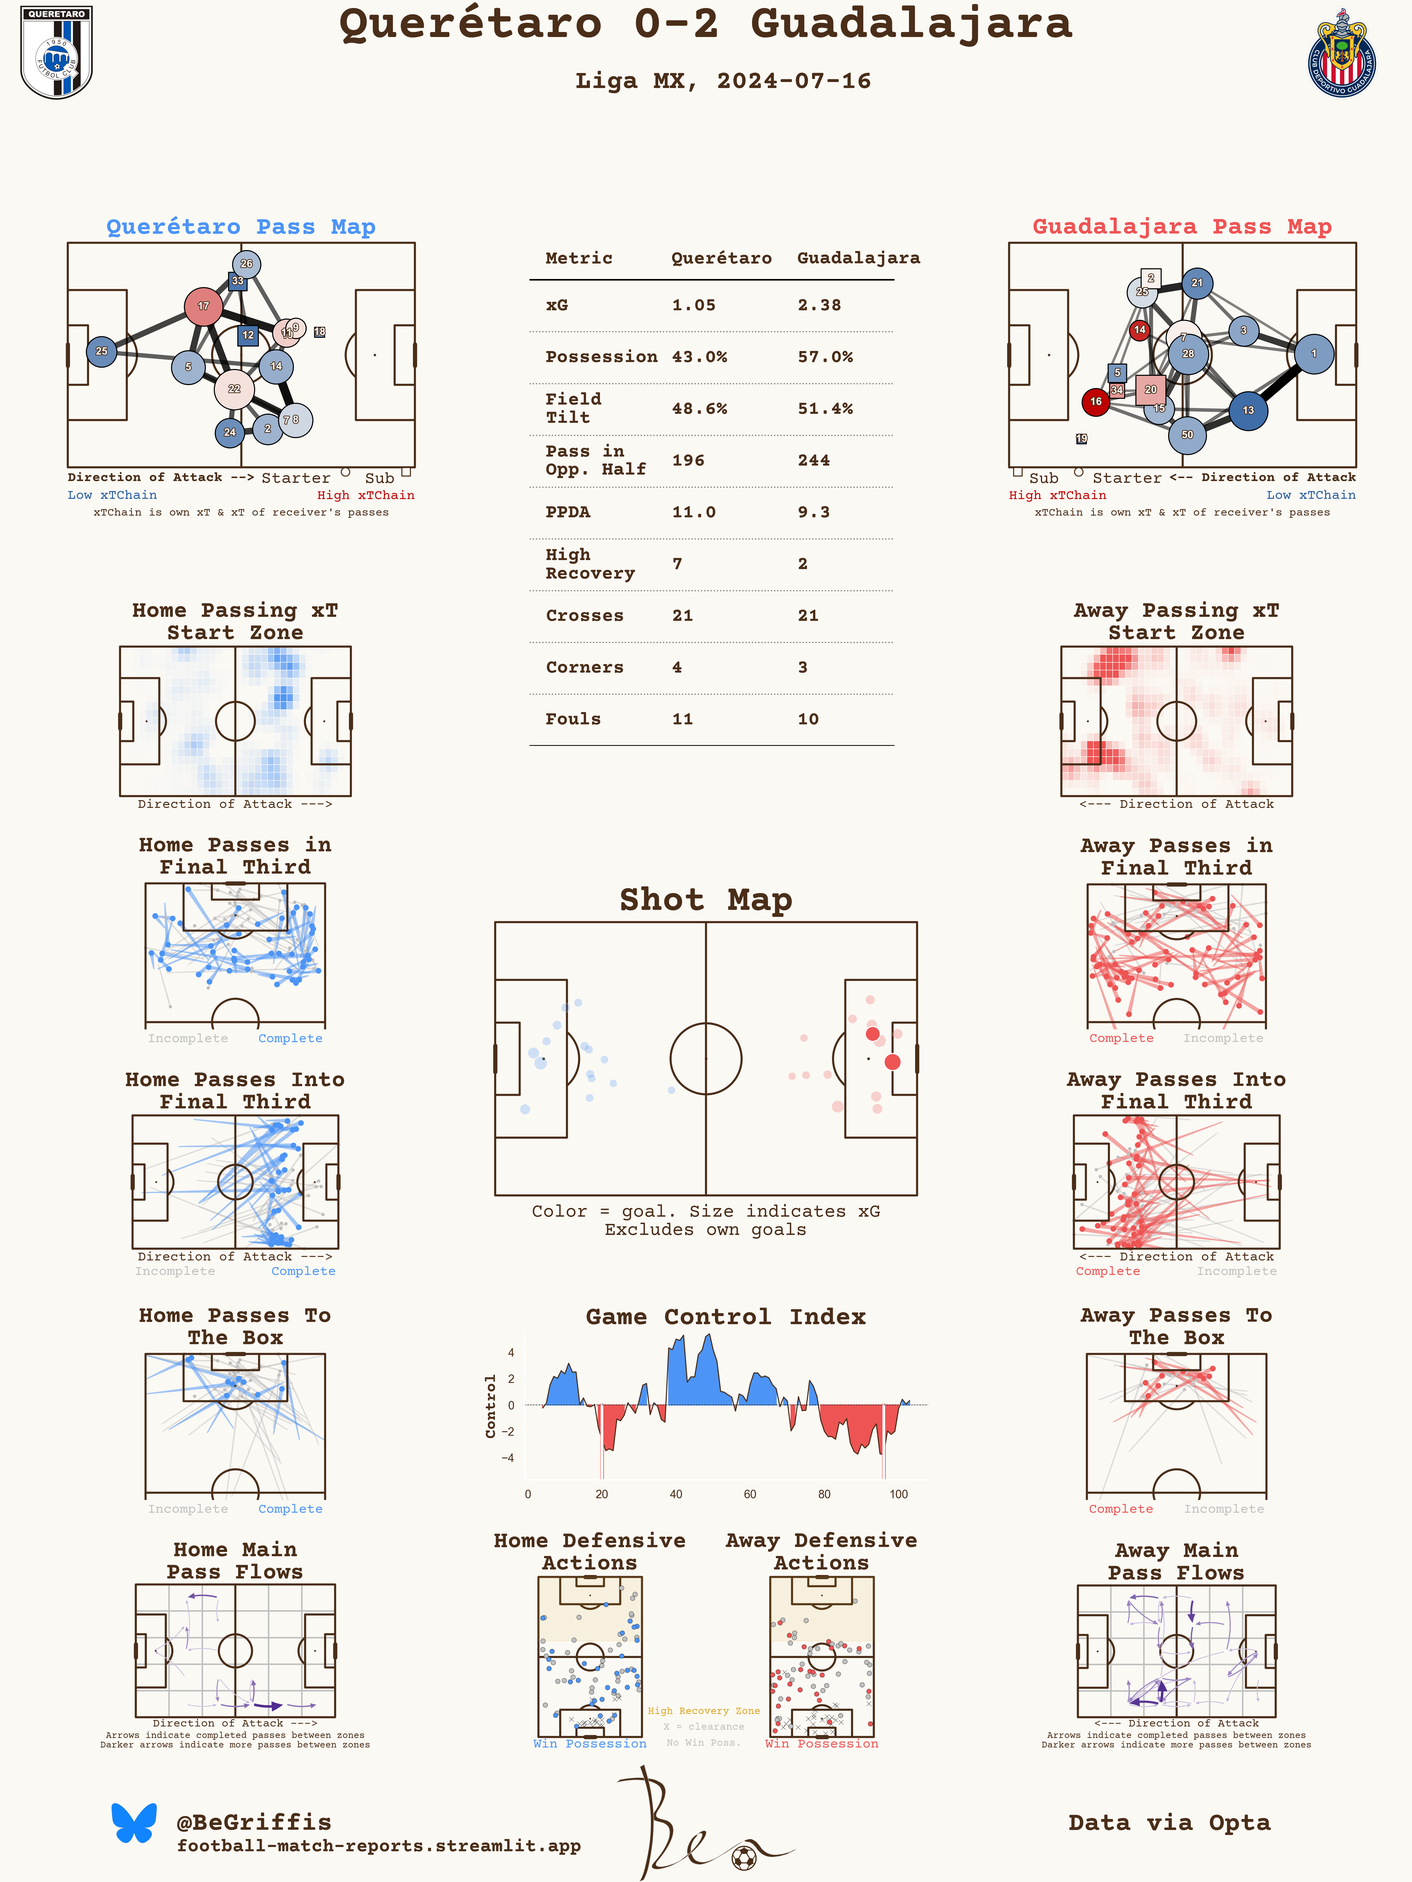 Querétaro 0-2 Guadalajara
Liga MX, 2024-07-16
QUERETARO
1950
FUTBOL CLUB
CLUB DEPORTIVO GUADALAJARA
Querétaro Pass Map
26
33
17
11
9
18
12
25
5
14
22
7
8
24
2
Direction of Attack --> Starter Sub
Low xTChain High xTChain
xTChain is own xT & xT of receiver's passes
Metric Querétaro Guadalajara
xG 1.05 2.38
Possession 43.0% 57.0%
Field
Tilt 48.6% 51.4%
Pass in
Opp. Half 196 244
PPDA 11.0 9.3
High
Recovery 7 2
Crosses 21 21
Corners 4 3
Fouls 11 10
Guadalajara Pass Map
2
25
21
14
7
3
28
1
5
34
20
16
15
13
50
19
Sub Starter <-- Direction of Attack
High xTChain Low xTChain
xTChain is own xT & xT of receiver's passes
Home Passing xT
Start Zone
Direction of Attack --->
Away Passing xT
Start Zone
<--- Direction of Attack
Home Passes in
Final Third
Incomplete Complete
Away Passes in
Final Third
Complete Incomplete
Shot Map
Color = goal. Size indicates xG
Excludes own goals
Home Passes Into
Final Third
Direction of Attack --->
Incomplete Complete
Away Passes Into
Final Third
<--- Direction of Attack
Complete Incomplete
Home Passes To
The Box
Incomplete Complete
Game Control Index
Control
4
2
0
−2
−4
0 20 40 60 80 100
Away Passes To
The Box
Complete Incomplete
Home Main
Pass Flows
Direction of Attack --->
Arrows indicate completed passes between zones
Darker arrows indicate more passes between zones
Home Defensive
Actions
Win Possession
High Recovery Zone
X = clearance
No Win Poss.
Away Defensive
Actions
Win Possession
Away Main
Pass Flows
<--- Direction of Attack
Arrows indicate completed passes between zones
Darker arrows indicate more passes between zones
@BeGriffis
football-match-reports.streamlit.app
Ben
Data via Opta